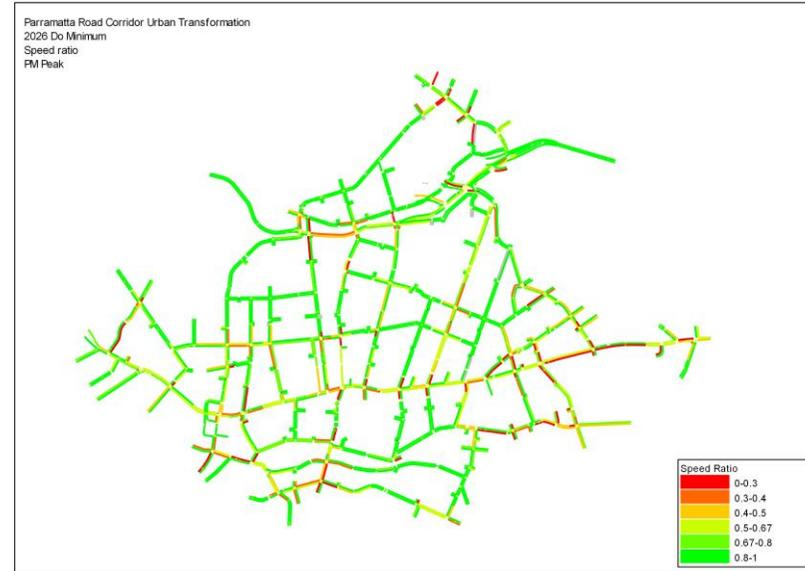 Parramatta Road Corridor Urban Transformation
2026 Do Minimum
Speed ratio
PM Peak
Speed Ratio
0-0.3
0.3-0.4
0.4-0.5
0.5-0.67
0.67-0.8
0.8-1